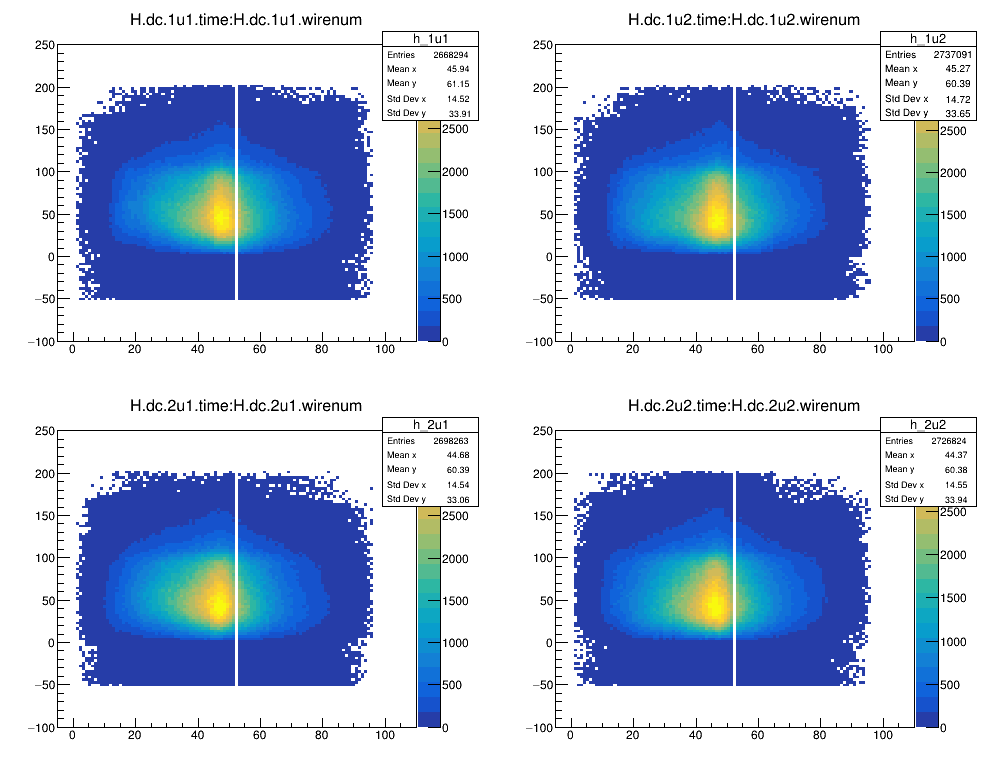 H.dc.1u1.time:H.dc.1u1.wirenum
h_1u1
Entries 2668294
Mean x 45.94
Mean y 61.15
Std Dev x 14.52
Std Dev y 33.91
250
200
150
100
50
0
−50
−100
0 20 40 60 80 100
2500
2000
1500
1000
500
0
H.dc.1u2.time:H.dc.1u2.wirenum
h_1u2
Entries 2737091
Mean x 45.27
Mean y 60.39
Std Dev x 14.72
Std Dev y 33.65
250
200
150
100
50
0
−50
−100
0 20 40 60 80 100
2500
2000
1500
1000
500
0
H.dc.2u1.time:H.dc.2u1.wirenum
h_2u1
Entries 2698263
Mean x 44.68
Mean y 60.39
Std Dev x 14.54
Std Dev y 33.06
250
200
150
100
50
0
−50
−100
0 20 40 60 80 100
2500
2000
1500
1000
500
0
H.dc.2u2.time:H.dc.2u2.wirenum
h_2u2
Entries 2726824
Mean x 44.37
Mean y 60.38
Std Dev x 14.55
Std Dev y 33.94
250
200
150
100
50
0
−50
−100
0 20 40 60 80 100
2500
2000
1500
1000
500
0